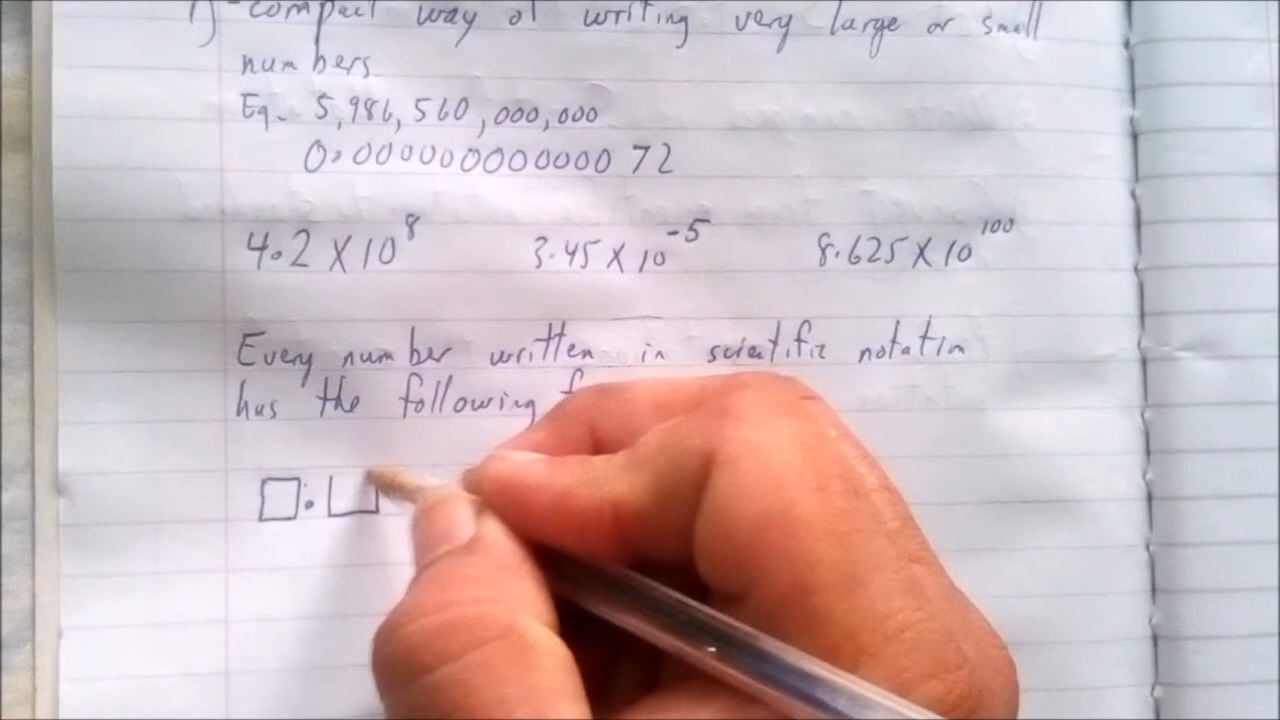 1) - compact way of writing very large or small
numbers
Eg. 5,986,560,000,000
0.00000000000072
4.2 X 10^8 3.45 X 10^-5 8.625 X 10^100
Every number written in scientific notation
has the following